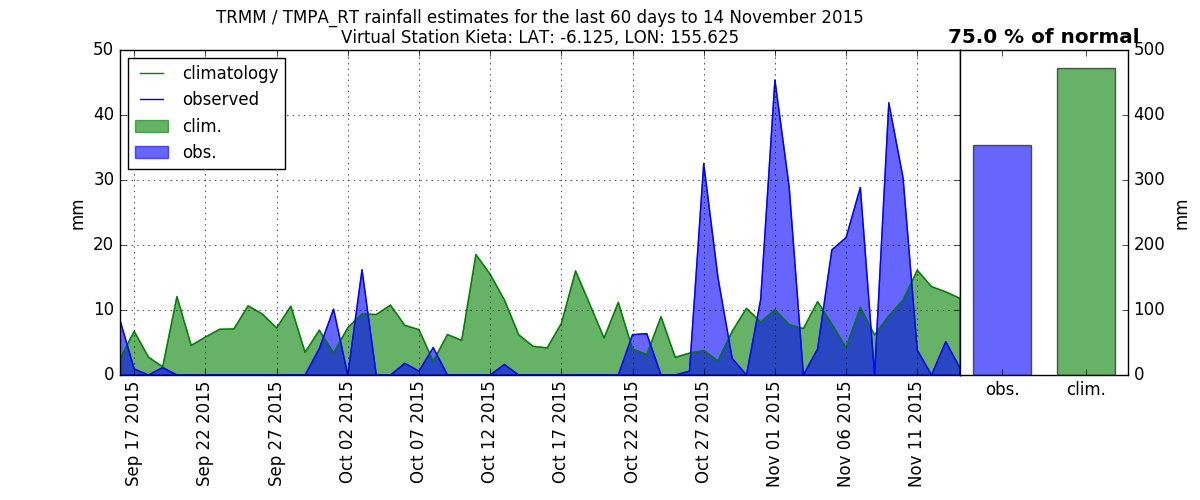 TRMM / TMPA_RT rainfall estimates for the last 60 days to 14 November 2015
Virtual Station Kieta: LAT: -6.125, LON: 155.625
75.0 % of normal
climatology
observed
clim.
obs.
mm
50
40
30
20
10
0
Sep 17 2015
Sep 22 2015
Sep 27 2015
Oct 02 2015
Oct 07 2015
Oct 12 2015
Oct 17 2015
Oct 22 2015
Oct 27 2015
Nov 01 2015
Nov 06 2015
Nov 11 2015
obs.
clim.
500
400
300
200
100
0
mm